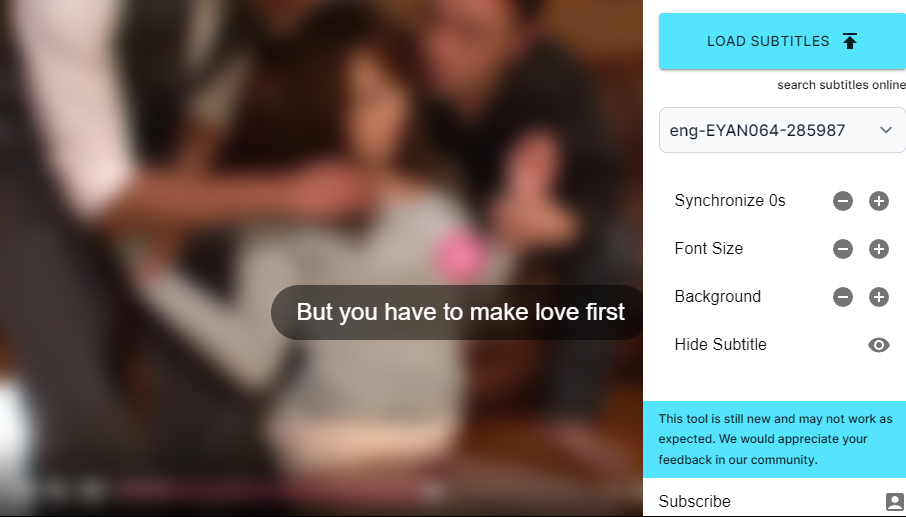 LOAD SUBTITLES
search subtitles online
eng-EYAN064-285987
Synchronize 0s
Font Size
Background
But you have to make love first
Hide Subtitle
This tool is still new and may not work as
expected. We would appreciate your
feedback in our community.
Subscribe